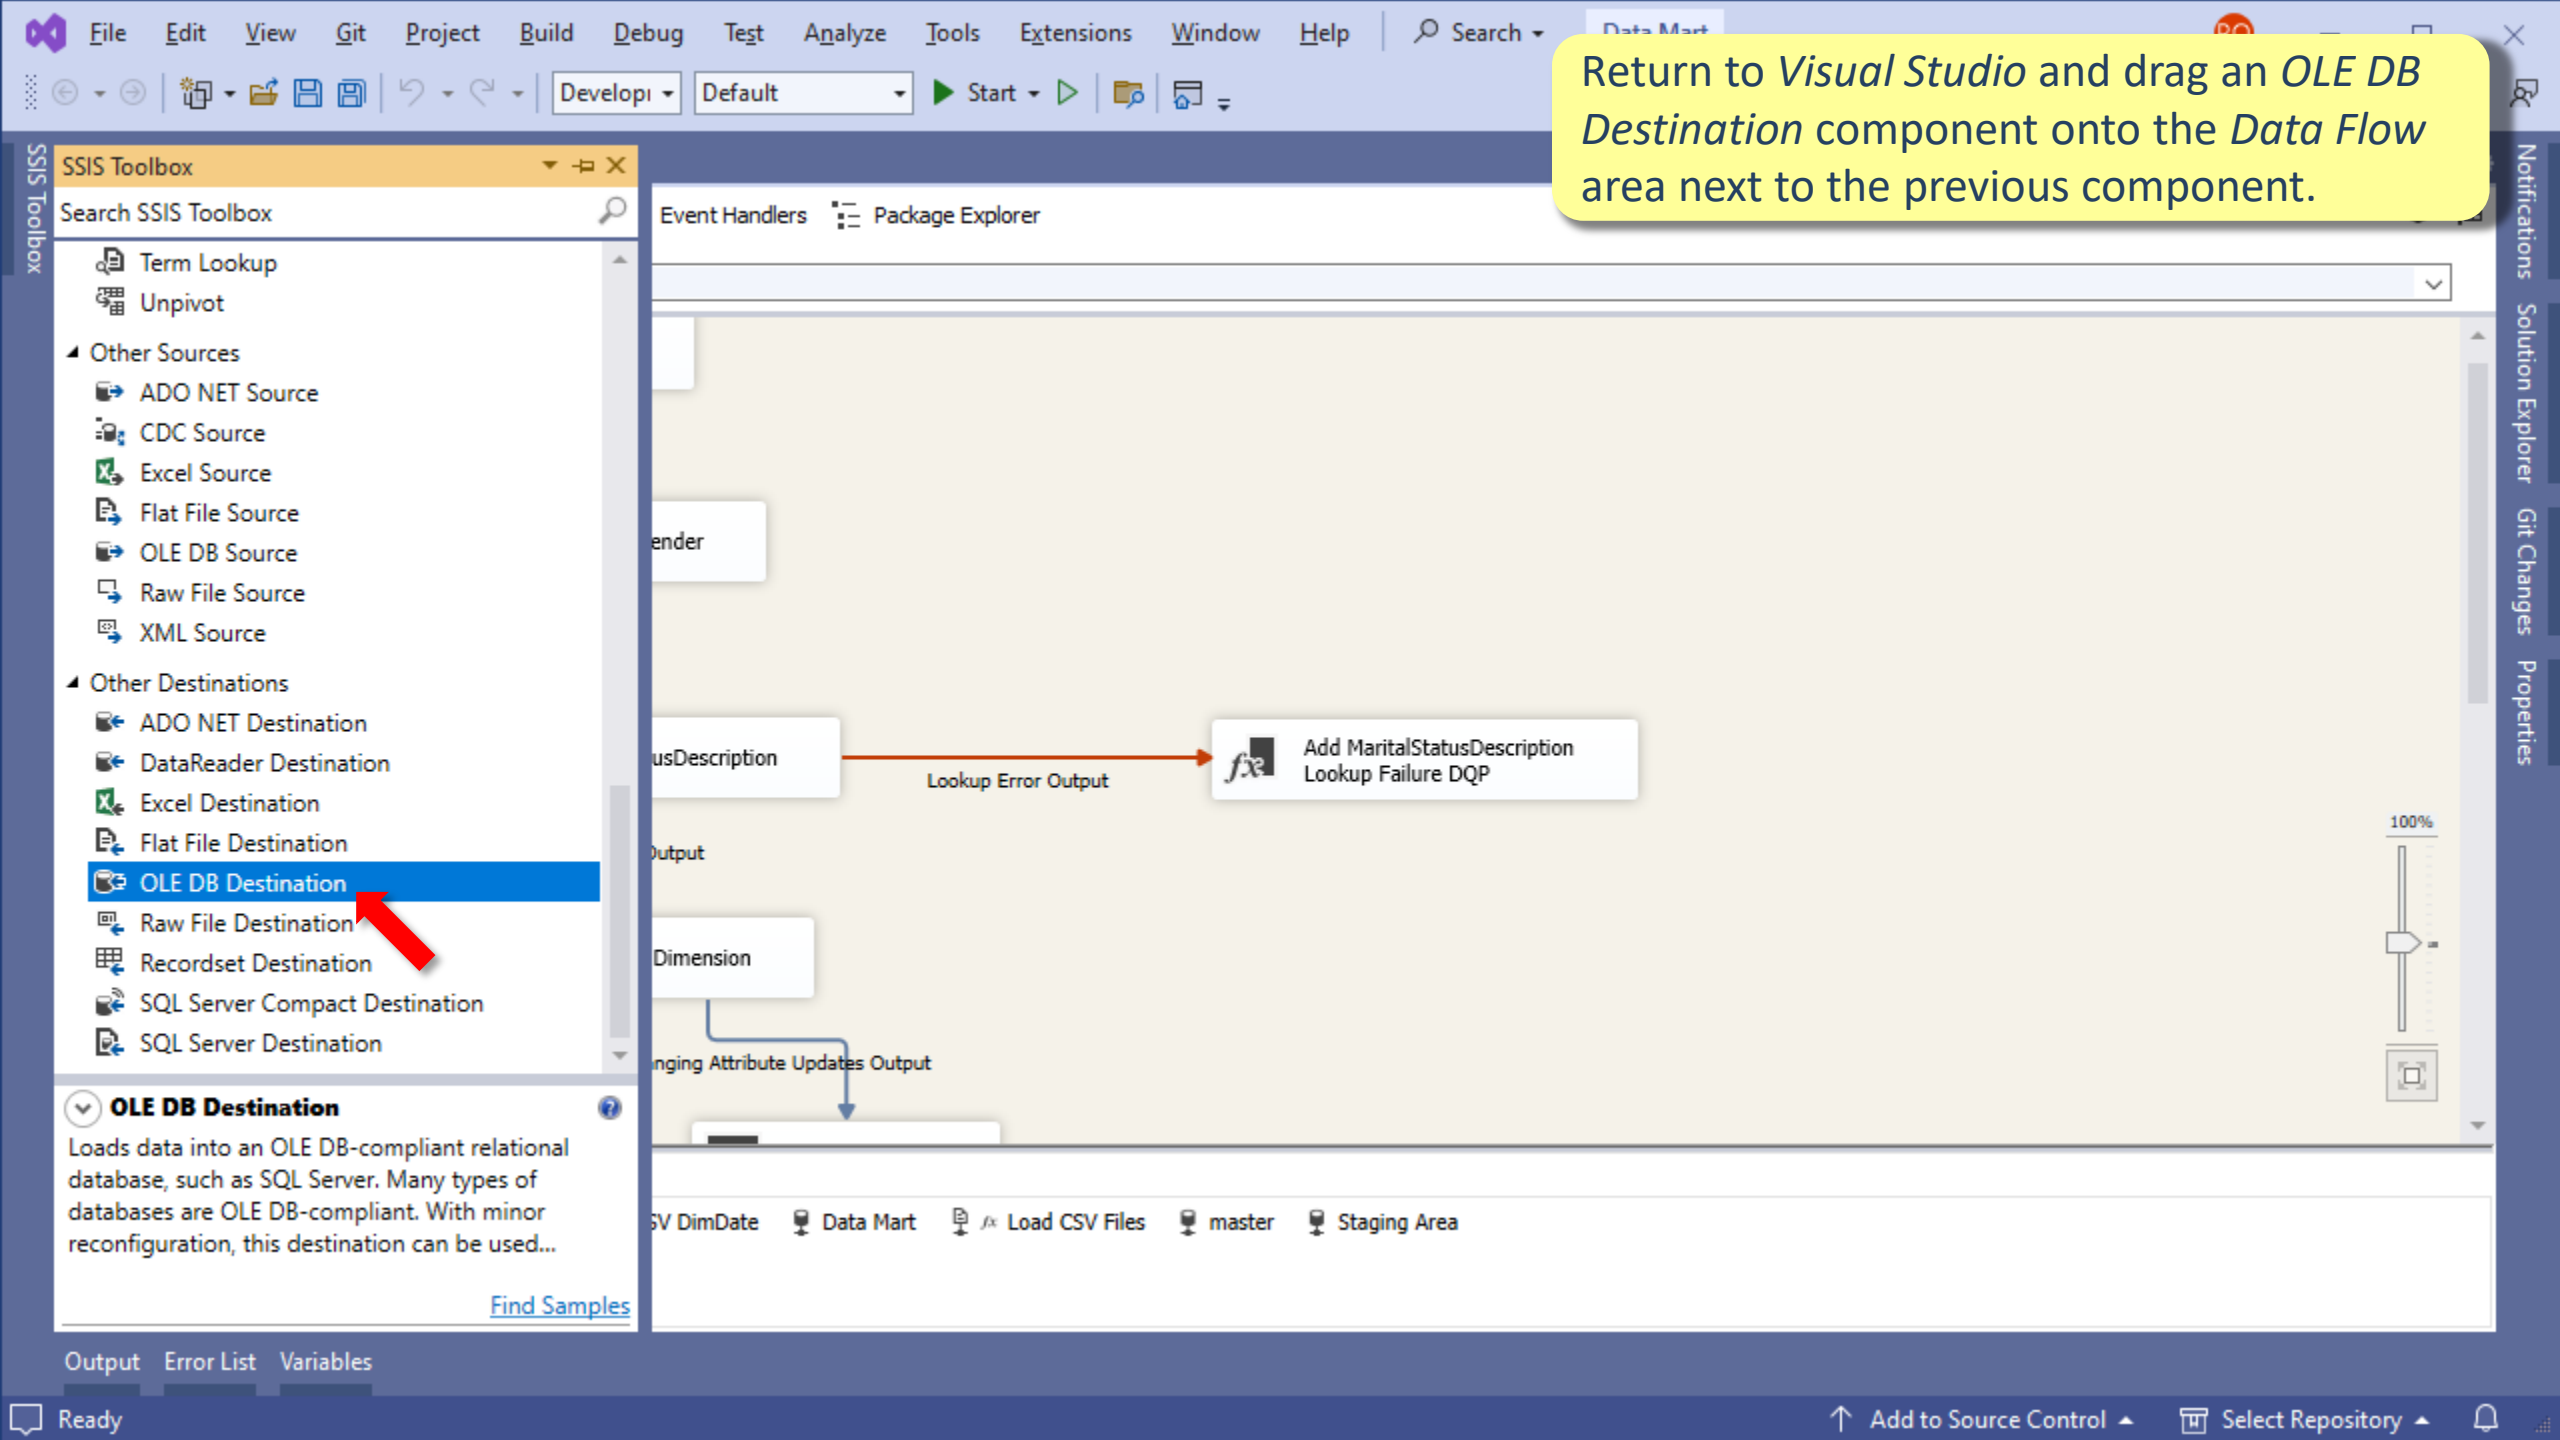 File Edit View Git Project Build Debug Test Analyze Tools Extensions Window Help Search Data Mart
Develop Default Start
Return to Visual Studio and drag an OLE DB
Destination component onto the Data Flow
area next to the previous component.
SSIS Toolbox
SSIS Toolbox
Search SSIS Toolbox
Event Handlers Package Explorer
Term Lookup
Unpivot
Other Sources
ADO NET Source
CDC Source
Excel Source
Flat File Source
OLE DB Source
Raw File Source
XML Source
Other Destinations
ADO NET Destination
DataReader Destination
Excel Destination
Flat File Destination
OLE DB Destination
Raw File Destination
Recordset Destination
SQL Server Compact Destination
SQL Server Destination
OLE DB Destination
Loads data into an OLE DB-compliant relational
database, such as SQL Server. Many types of
databases are OLE DB-compliant. With minor
reconfiguration, this destination can be used...
Find Samples
ender
usDescription
Lookup Error Output
Add MaritalStatusDescription
Lookup Failure DQP
Output
Dimension
nging Attribute Updates Output
100%
SV DimDate Data Mart fx Load CSV Files master Staging Area
Notifications
Solution Explorer
Git Changes
Properties
Output Error List Variables
Ready
Add to Source Control Select Repository